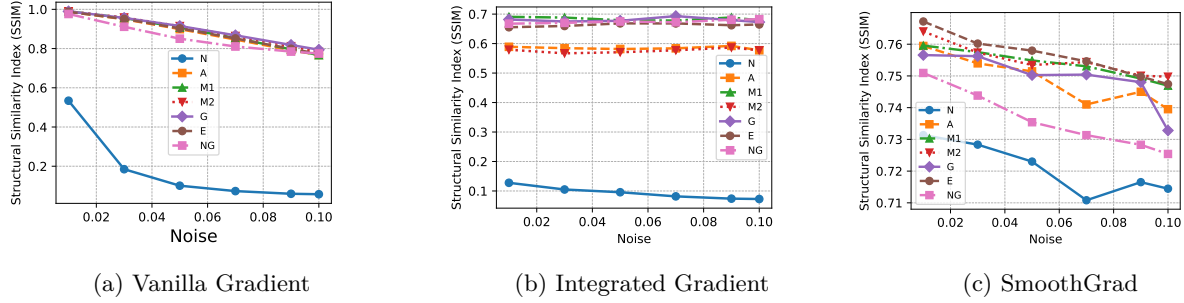 Structural Similarity Index (SSIM)
1.0
0.8
0.6
0.4
0.2
N
A
M1
M2
G
E
NG
0.02 0.04 0.06 0.08 0.10
Noise
(a) Vanilla Gradient
Structural Similarity Index (SSIM)
0.7
0.6
0.5
0.4
0.3
0.2
0.1
N
A
M1
M2
G
E
NG
0.02 0.04 0.06 0.08 0.10
Noise
(b) Integrated Gradient
Structural Similarity Index (SSIM)
0.76
0.75
0.74
0.73
0.72
0.71
N
A
M1
M2
G
E
NG
0.02 0.04 0.06 0.08 0.10
Noise
(c) SmoothGrad